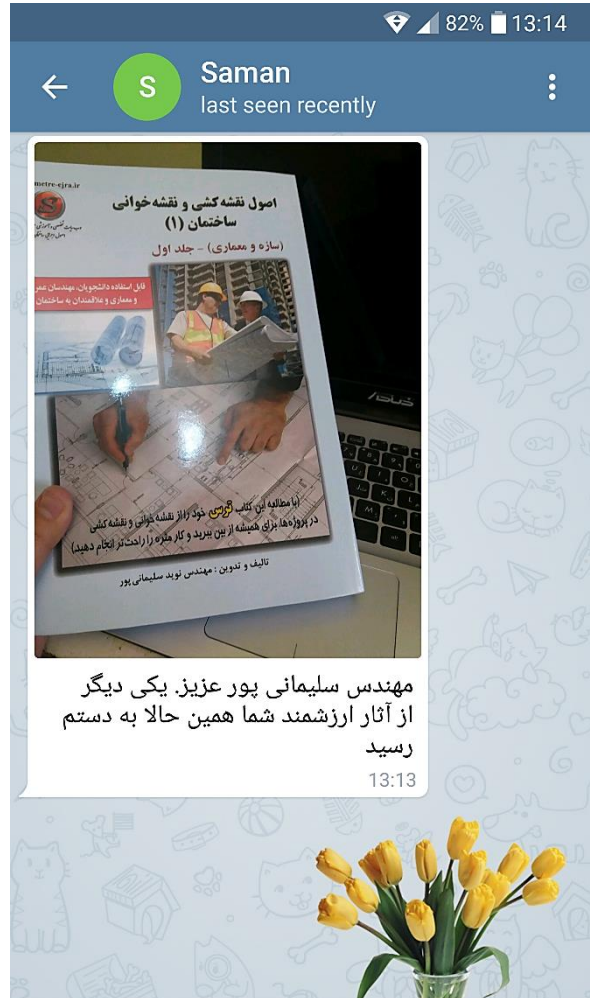 82% 13:14
S
Saman
last seen recently
metre-ejra.ir
اصول نقشه کشی و نقشه خوانی
ساختمان (۱)
(سازه و معماری) - جلد اول
قابل استفاده دانشجویان، مهندسان عمر
و معماری و علاقمندان به ساختمان
ASUS
(با مطالعه این کتاب ترس خود را از نقشه خوانی و نقشه کشی
در پروژه‌ها، برای همیشه از بین ببرید و کار متره را راحت تر انجام دهید)
تالیف و تدوین : مهندس نوید سلیمانی پور
مهندس سلیمانی پور عزیز. یکی دیگر
از آثار ارزشمند شما همین حالا به دستم
رسید
13:13